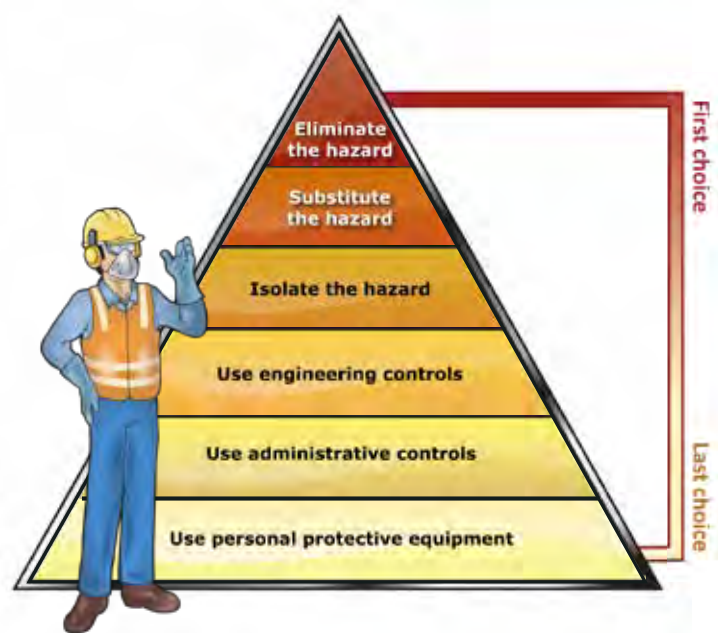 Eliminate
the hazard
Substitute
the hazard
Isolate the hazard
Use engineering controls
Use administrative controls
Use personal protective equipment
First choice
Last choice